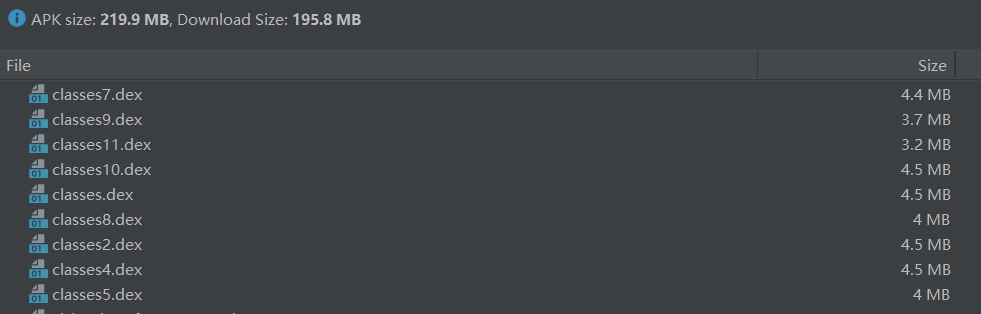 APK size: 219.9 MB, Download Size: 195.8 MB
File Size
classes7.dex 4.4 MB
classes9.dex 3.7 MB
classes11.dex 3.2 MB
classes10.dex 4.5 MB
classes.dex 4.5 MB
classes8.dex 4 MB
classes2.dex 4.5 MB
classes4.dex 4.5 MB
classes5.dex 4 MB